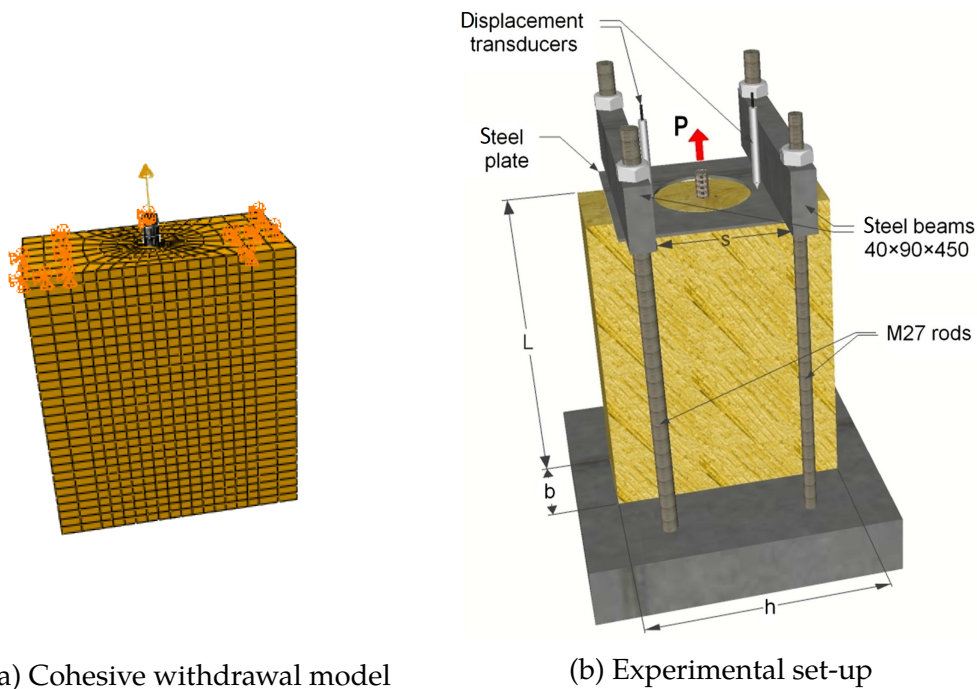 Displacement
transducers
P
Steel
plate
s
Steel beams
40×90×450
L
M27 rods
b
h
a) Cohesive withdrawal model
(b) Experimental set-up